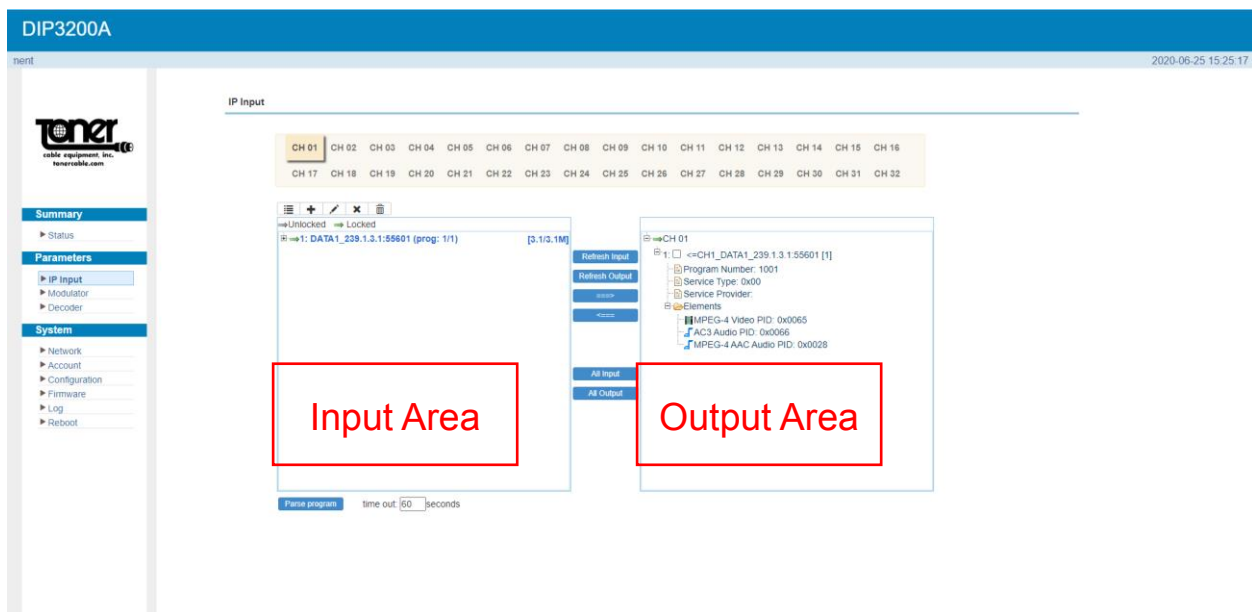 DIP3200A
nent
2020-06-25 15:25:17
TONER
cable equipment, inc.
tonercable.com
Summary
Status
Parameters
IP Input
Modulator
Decoder
System
Network
Account
Configuration
Firmware
Log
Reboot
IP Input
CH 01 CH 02 CH 03 CH 04 CH 05 CH 06 CH 07 CH 08 CH 09 CH 10 CH 11 CH 12 CH 13 CH 14 CH 15 CH 16
CH 17 CH 18 CH 19 CH 20 CH 21 CH 22 CH 23 CH 24 CH 25 CH 26 CH 27 CH 28 CH 29 CH 30 CH 31 CH 32
⇒Unlocked ⇒ Locked
⇒1: DATA1_239.1.3.1:55601 (prog: 1/1) [3.1/3.1M]
Input Area
Refresh Input
Refresh Output
===>
<===
All Input
All Output
⇒CH 01
1: <=CH1_DATA1_239.1.3.1:55601 [1]
Program Number: 1001
Service Type: 0x00
Service Provider:
Elements
MPEG-4 Video PID: 0x0065
AC3 Audio PID: 0x0066
MPEG-4 AAC Audio PID: 0x0028
Output Area
Parse program time out: 60 seconds